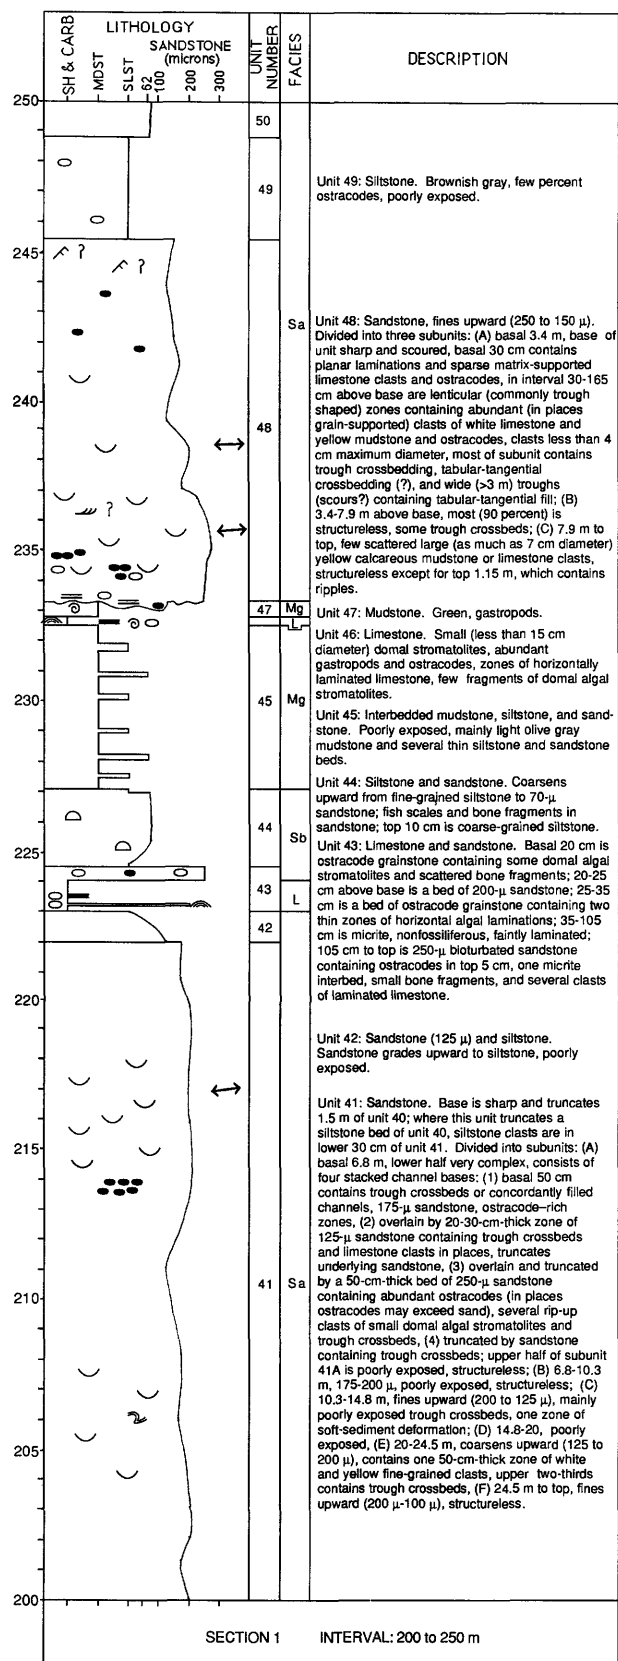 LITHOLOGY
SH & CARB
MDST
SLST
SANDSTONE
(microns)
62
100
200
300
UNIT
NUMBER
FACIES
DESCRIPTION
250
50
49
Unit 49: Siltstone. Brownish gray, few percent
ostracodes, poorly exposed.
245
?
?
Sa
Unit 48: Sandstone, fines upward (250 to 150 μ).
Divided into three subunits: (A) basal 3.4 m, base of
unit sharp and scoured, basal 30 cm contains
planar laminations and sparse matrix-supported
limestone clasts and ostracodes, in interval 30-165
cm above base are lenticular (commonly trough
shaped) zones containing abundant (in places
grain-supported) clasts of white limestone and
yellow mudstone and ostracodes, clasts less than 4
cm maximum diameter, most of subunit contains
trough crossbedding, tabular-tangential
crossbedding (?), and wide (>3 m) troughs
(scours?) containing tabular-tangential fill; (B)
3.4-7.9 m above base, most (90 percent) is
structureless, some trough crossbeds; (C) 7.9 m to
top, few scattered large (as much as 7 cm diameter)
yellow calcareous mudstone or limestone clasts,
structureless except for top 1.15 m, which contains
ripples.
240
48
?
235
47
Mg
Unit 47: Mudstone. Green, gastropods.
L
Unit 46: Limestone. Small (less than 15 cm
diameter) domal stromatolites, abundant
gastropods and ostracodes, zones of horizontally
laminated limestone, few fragments of domal algal
stromatolites.
230
45
Mg
Unit 45: Interbedded mudstone, siltstone, and sand-
stone. Poorly exposed, mainly light olive gray
mudstone and several thin siltstone and sandstone
beds.
44
Sb
Unit 44: Siltstone and sandstone. Coarsens
upward from fine-grained siltstone to 70-μ
sandstone; fish scales and bone fragments in
sandstone; top 10 cm is coarse-grained siltstone.
225
43
L
Unit 43: Limestone and sandstone. Basal 20 cm is
ostracode grainstone containing some domal algal
stromatolites and scattered bone fragments; 20-25
cm above base is a bed of 200-μ sandstone; 25-35
cm is a bed of ostracode grainstone containing two
thin zones of horizontal algal laminations; 35-105
cm is micrite, nonfossiliferous, faintly laminated;
105 cm to top is 250-μ bioturbated sandstone
containing ostracodes in top 5 cm, one micrite
interbed, small bone fragments, and several clasts
of laminated limestone.
42
220
Unit 42: Sandstone (125 μ) and siltstone.
Sandstone grades upward to siltstone, poorly
exposed.
215
41
Sa
Unit 41: Sandstone. Base is sharp and truncates
1.5 m of unit 40; where this unit truncates a
siltstone bed of unit 40, siltstone clasts are in
lower 30 cm of unit 41. Divided into subunits: (A)
basal 6.8 m, lower half very complex, consists of
four stacked channel bases: (1) basal 50 cm
contains trough crossbeds or concordantly filled
channels, 175-μ sandstone, ostracode–rich
zones, (2) overlain by 20-30-cm-thick zone of
125-μ sandstone containing trough crossbeds
and limestone clasts in places, truncates
underlying sandstone, (3) overlain and truncated
by a 50-cm-thick bed of 250-μ sandstone
containing abundant ostracodes (in places
ostracodes may exceed sand), several rip-up
clasts of small domal algal stromatolites and
trough crossbeds, (4) truncated by sandstone
containing trough crossbeds; upper half of subunit
41A is poorly exposed, structureless; (B) 6.8-10.3
m, 175-200 μ, poorly exposed, structureless; (C)
10.3-14.8 m, fines upward (200 to 125 μ), mainly
poorly exposed trough crossbeds, one zone of
soft-sediment deformation; (D) 14.8-20, poorly
exposed, (E) 20-24.5 m, coarsens upward (125 to
200 μ), contains one 50-cm-thick zone of white
and yellow fine-grained clasts, upper two-thirds
contains trough crossbeds, (F) 24.5 m to top, fines
upward (200 μ-100 μ), structureless.
210
205
200
SECTION 1 INTERVAL: 200 to 250 m